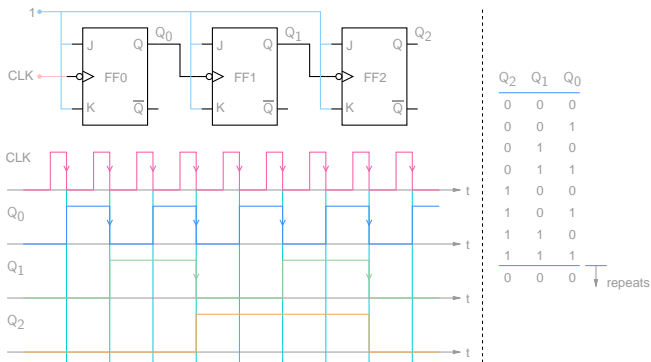 1
J Q Q0 J Q Q1 J Q Q2
CLK FF0 FF1 FF2
K Q̅ K Q̅ K Q̅
CLK
t
Q0
t
Q1
t
Q2
t
Q2 Q1 Q0
0 0 0
0 0 1
0 1 0
0 1 1
1 0 0
1 0 1
1 1 0
1 1 1
0 0 0 repeats